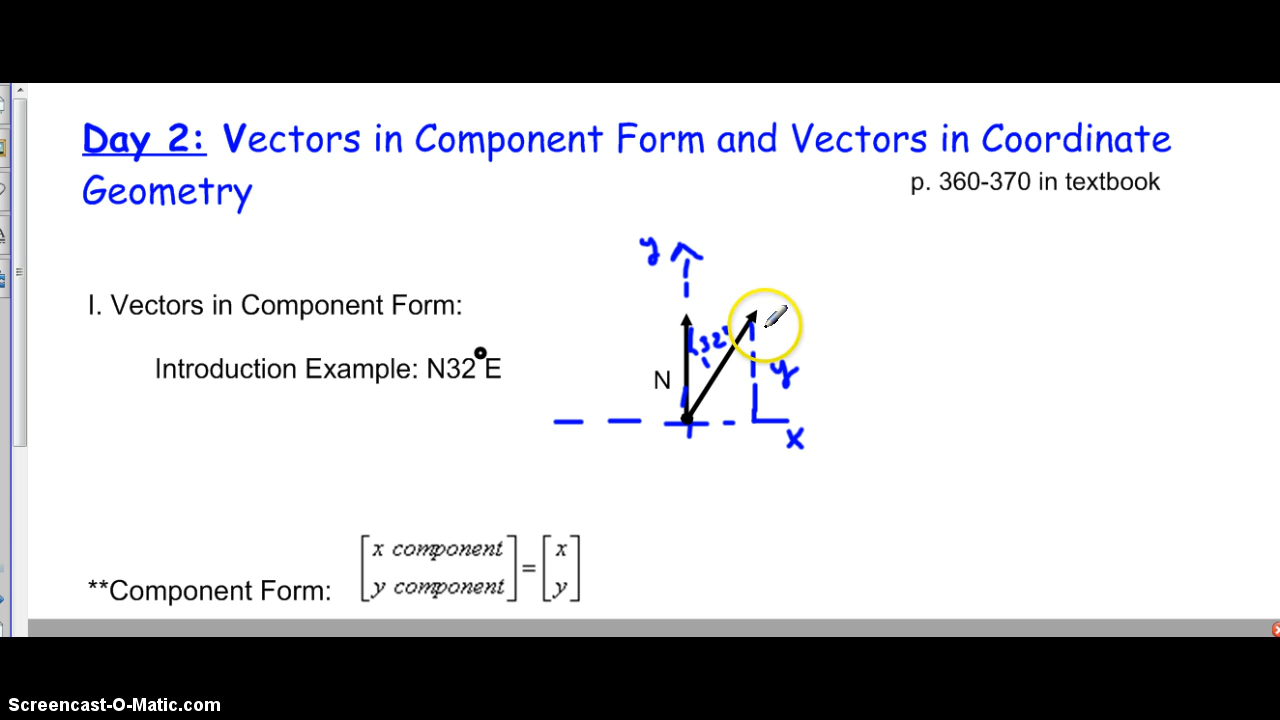 Day 2: Vectors in Component Form and Vectors in Coordinate
Geometry
p. 360-370 in textbook
y
I. Vectors in Component Form:
32°
Introduction Example: N32°E
N
y
x
**Component Form:
[x component] = [x]
[y component] [y]
Screencast-O-Matic.com